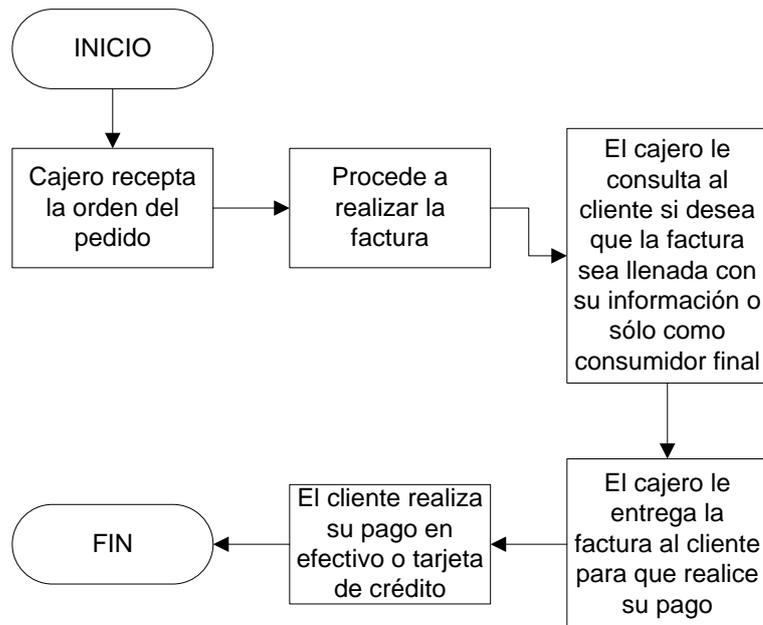 INICIO
Cajero recepta
la orden del
pedido
Procede a
realizar la
factura
El cajero le
consulta al
cliente si desea
que la factura
sea llenada con
su información o
sólo como
consumidor final
El cajero le
entrega la
factura al cliente
para que realice
su pago
El cliente realiza
su pago en
efectivo o tarjeta
de crédito
FIN